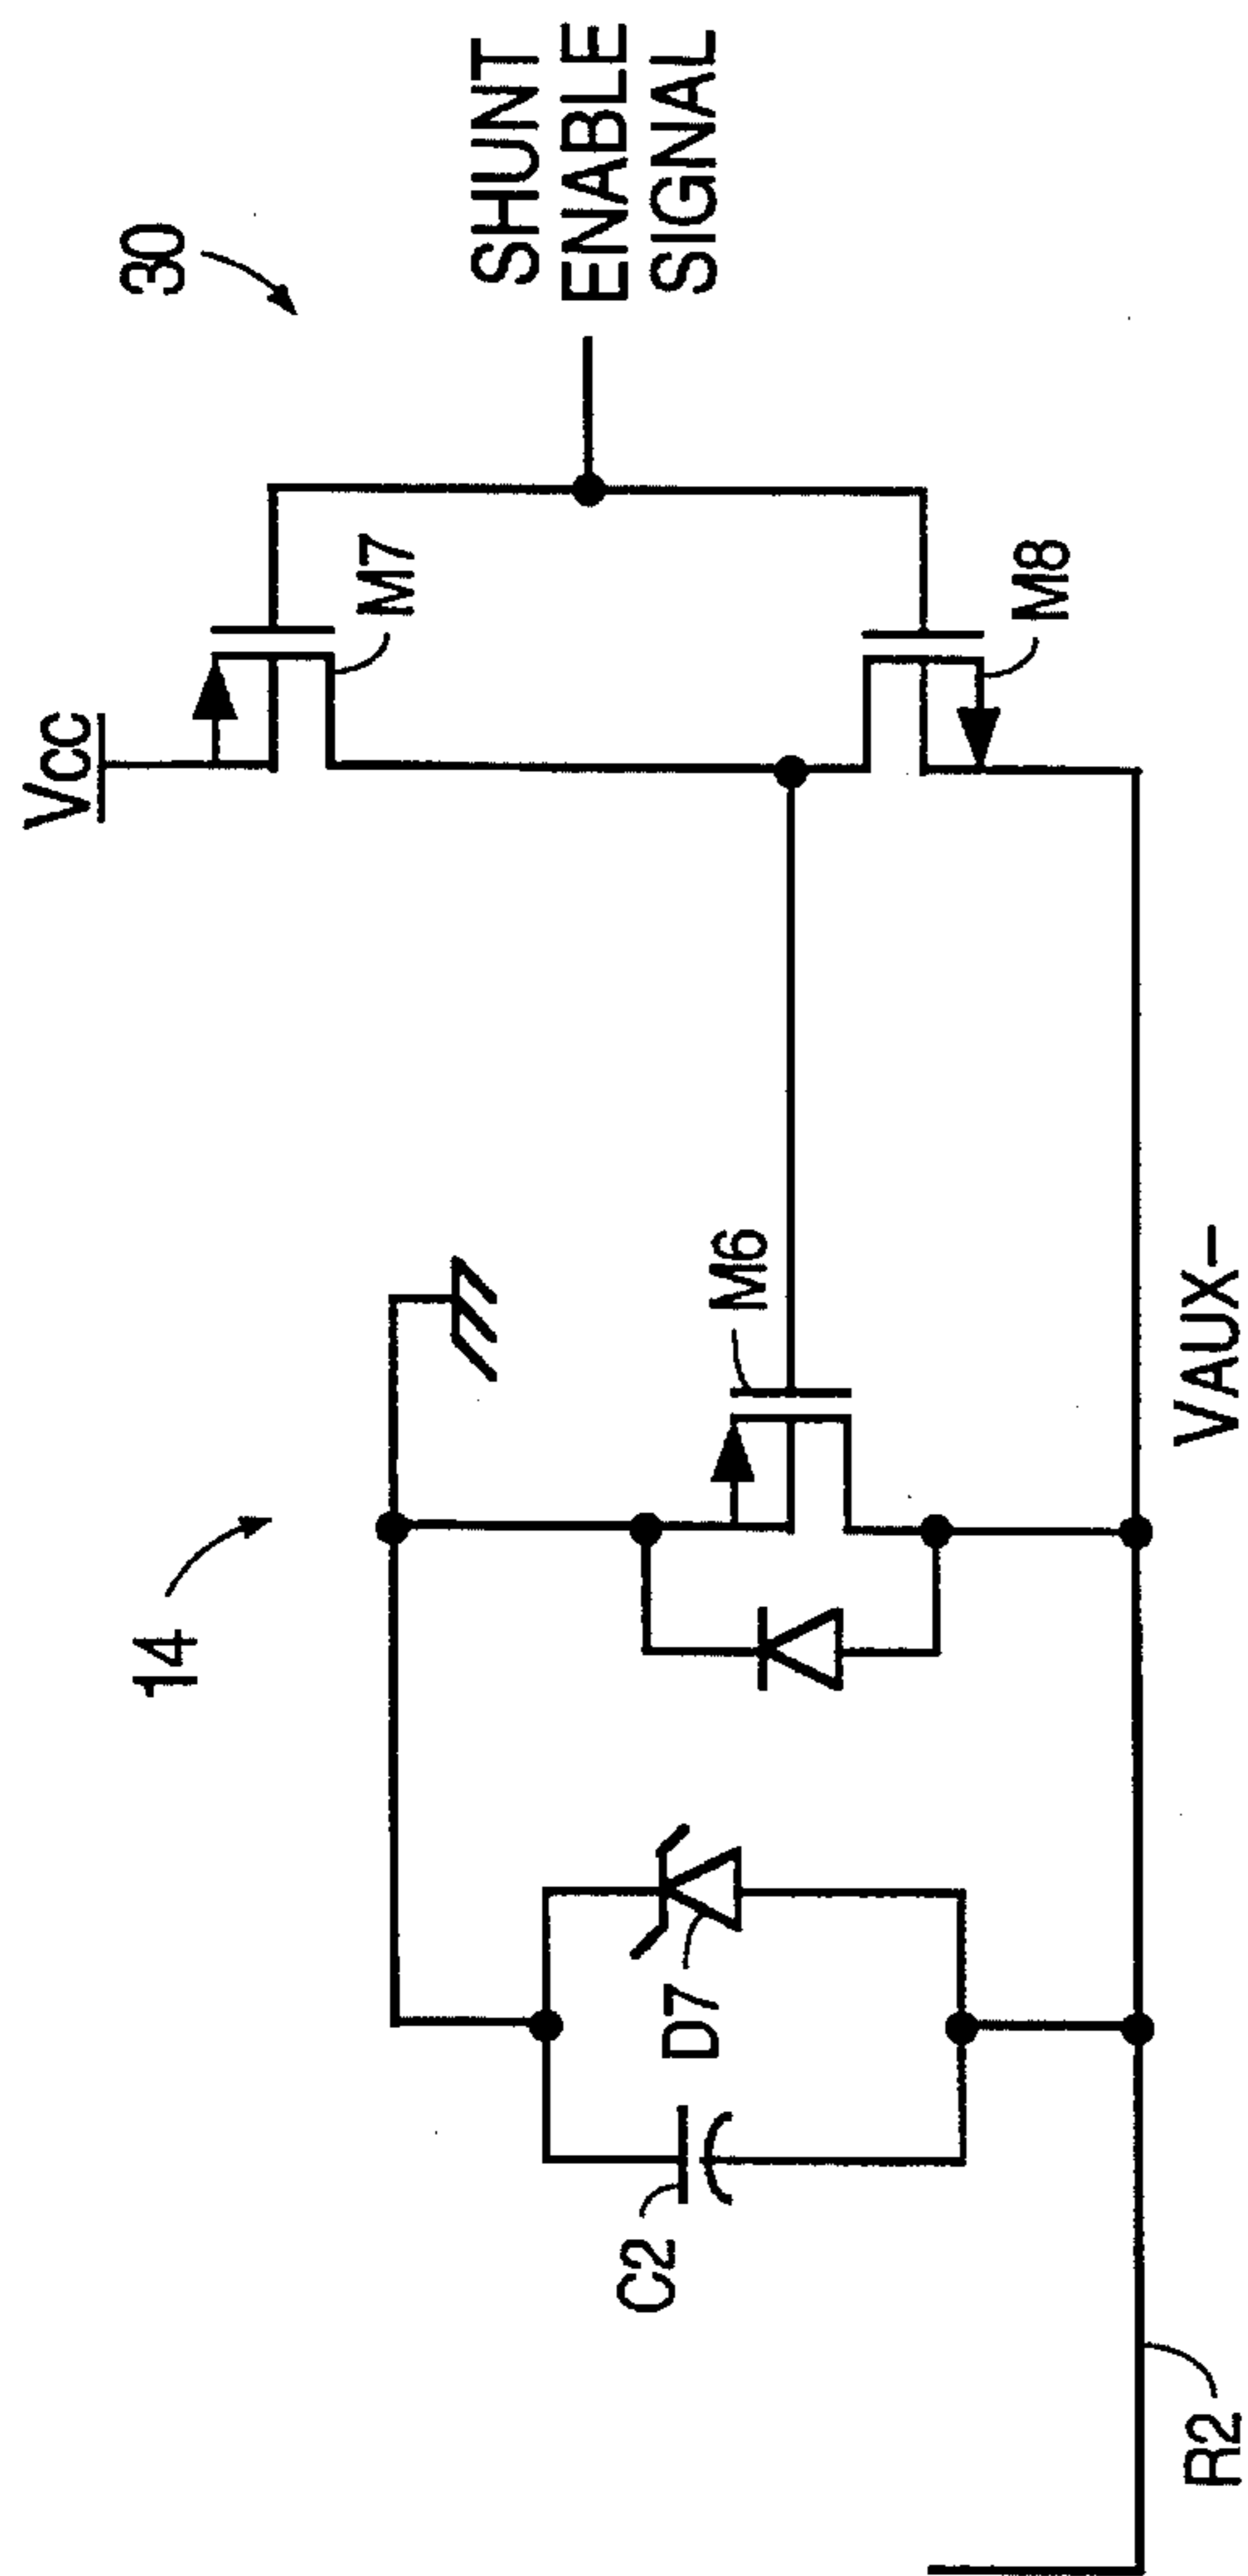 14
30
Vcc
SHUNT
ENABLE
SIGNAL
M7
M8
M6
D7
C2
VAUX–
R2